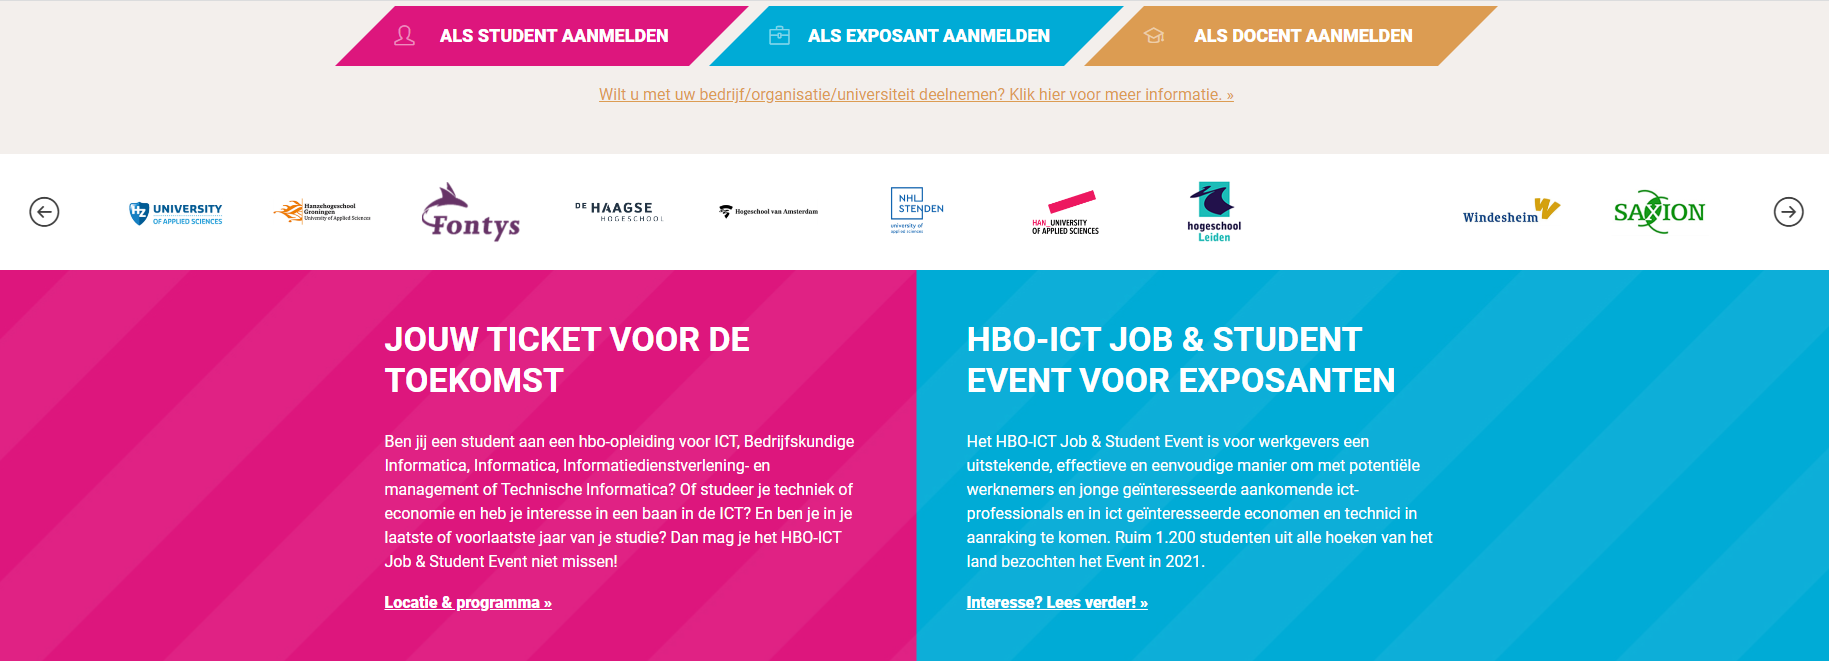 ALS STUDENT AANMELDEN
ALS EXPOSANT AANMELDEN
ALS DOCENT AANMELDEN
Wilt u met uw bedrijf/organisatie/universiteit deelnemen? Klik hier voor meer informatie. »
HZ UNIVERSITY
OF APPLIED SCIENCES
Hanzehogeschool
Groningen
University of Applied Sciences
Fontys
DE HAAGSE
HOGESCHOOL
Hogeschool van Amsterdam
NHL
STENDEN
university of
applied sciences
HAN_UNIVERSITY
OF APPLIED SCIENCES
hogeschool
Leiden
Windesheim
SAXION
JOUW TICKET VOOR DE
TOEKOMST
Ben jij een student aan een hbo-opleiding voor ICT, Bedrijfskundige
Informatica, Informatica, Informatiedienstverlening- en
management of Technische Informatica? Of studeer je techniek of
economie en heb je interesse in een baan in de ICT? En ben je in je
laatste of voorlaatste jaar van je studie? Dan mag je het HBO-ICT
Job & Student Event niet missen!
Locatie & programma »
HBO-ICT JOB & STUDENT
EVENT VOOR EXPOSANTEN
Het HBO-ICT Job & Student Event is voor werkgevers een
uitstekende, effectieve en eenvoudige manier om met potentiële
werknemers en jonge geïnteresseerde aankomende ict-
professionals en in ict geïnteresseerde economen en technici in
aanraking te komen. Ruim 1.200 studenten uit alle hoeken van het
land bezochten het Event in 2021.
Interesse? Lees verder! »